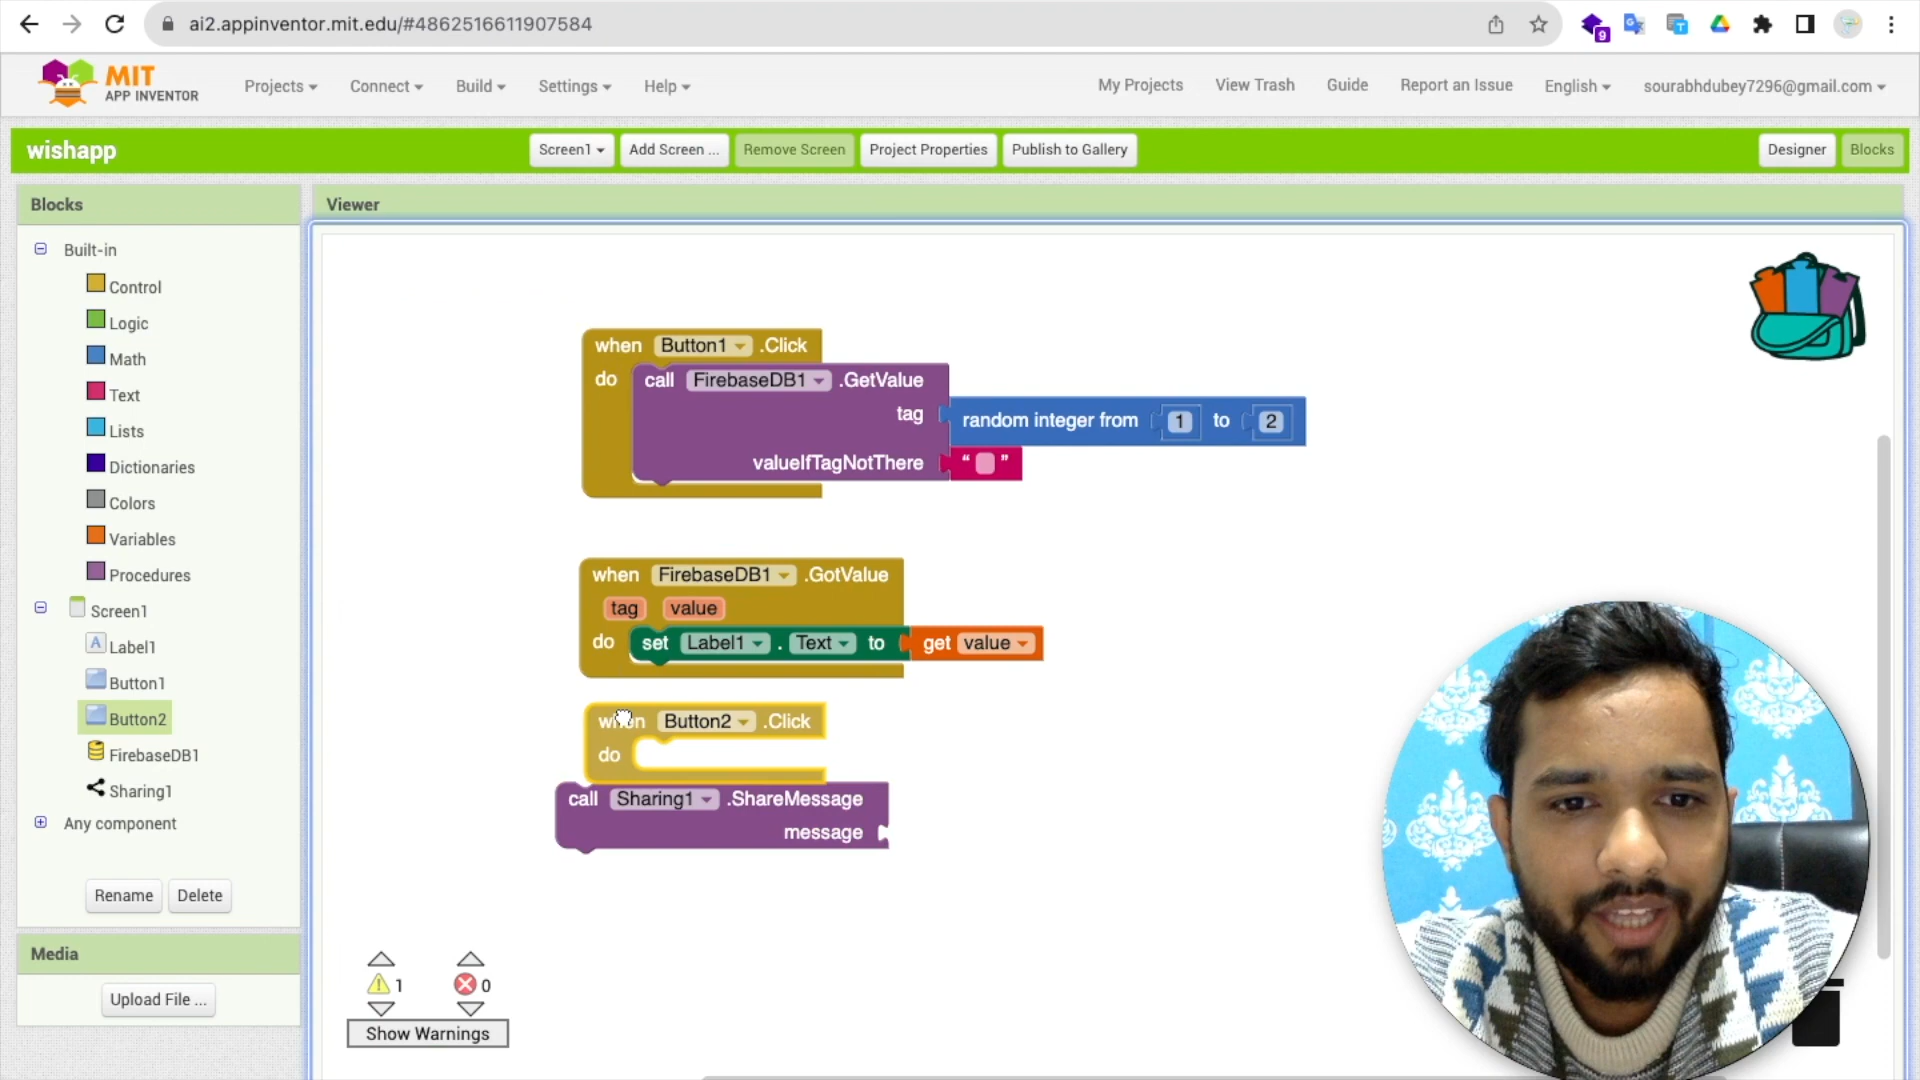 ai2.appinventor.mit.edu/#4862516611907584
9
MIT
APP INVENTOR
Projects Connect Build Settings Help My Projects View Trash Guide Report an Issue English sourabhdubey7296@gmail.com
wishapp Screen1 Add Screen ... Remove Screen Project Properties Publish to Gallery Designer Blocks
Blocks
Built-in
Control
Logic
Math
Text
Lists
Dictionaries
Colors
Variables
Procedures
Screen1
A Label1
Button1
Button2
FirebaseDB1
Sharing1
Any component
Rename Delete
Media
Upload File ...
Viewer
when Button1 .Click
do call FirebaseDB1 .GetValue
tag random integer from 1 to 2
valueIfTagNotThere “ ”
when FirebaseDB1 .GotValue
tag value
do set Label1 . Text to get value
when Button2 .Click
do
call Sharing1 .ShareMessage
message
1 0
Show Warnings